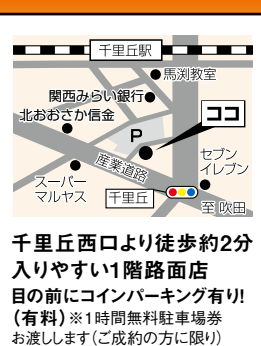 千里丘駅
馬渕教室
関西みらい銀行
北おおさか信金
ココ
P
産業道路
セブン
イレブン
スーパー
マルヤス
千里丘
至 吹田
千里丘西口より徒歩約2分
入りやすい1階路面店
目の前にコインパーキング有り!
(有料)※1時間無料駐車場券
お渡しします(ご成約の方に限り)